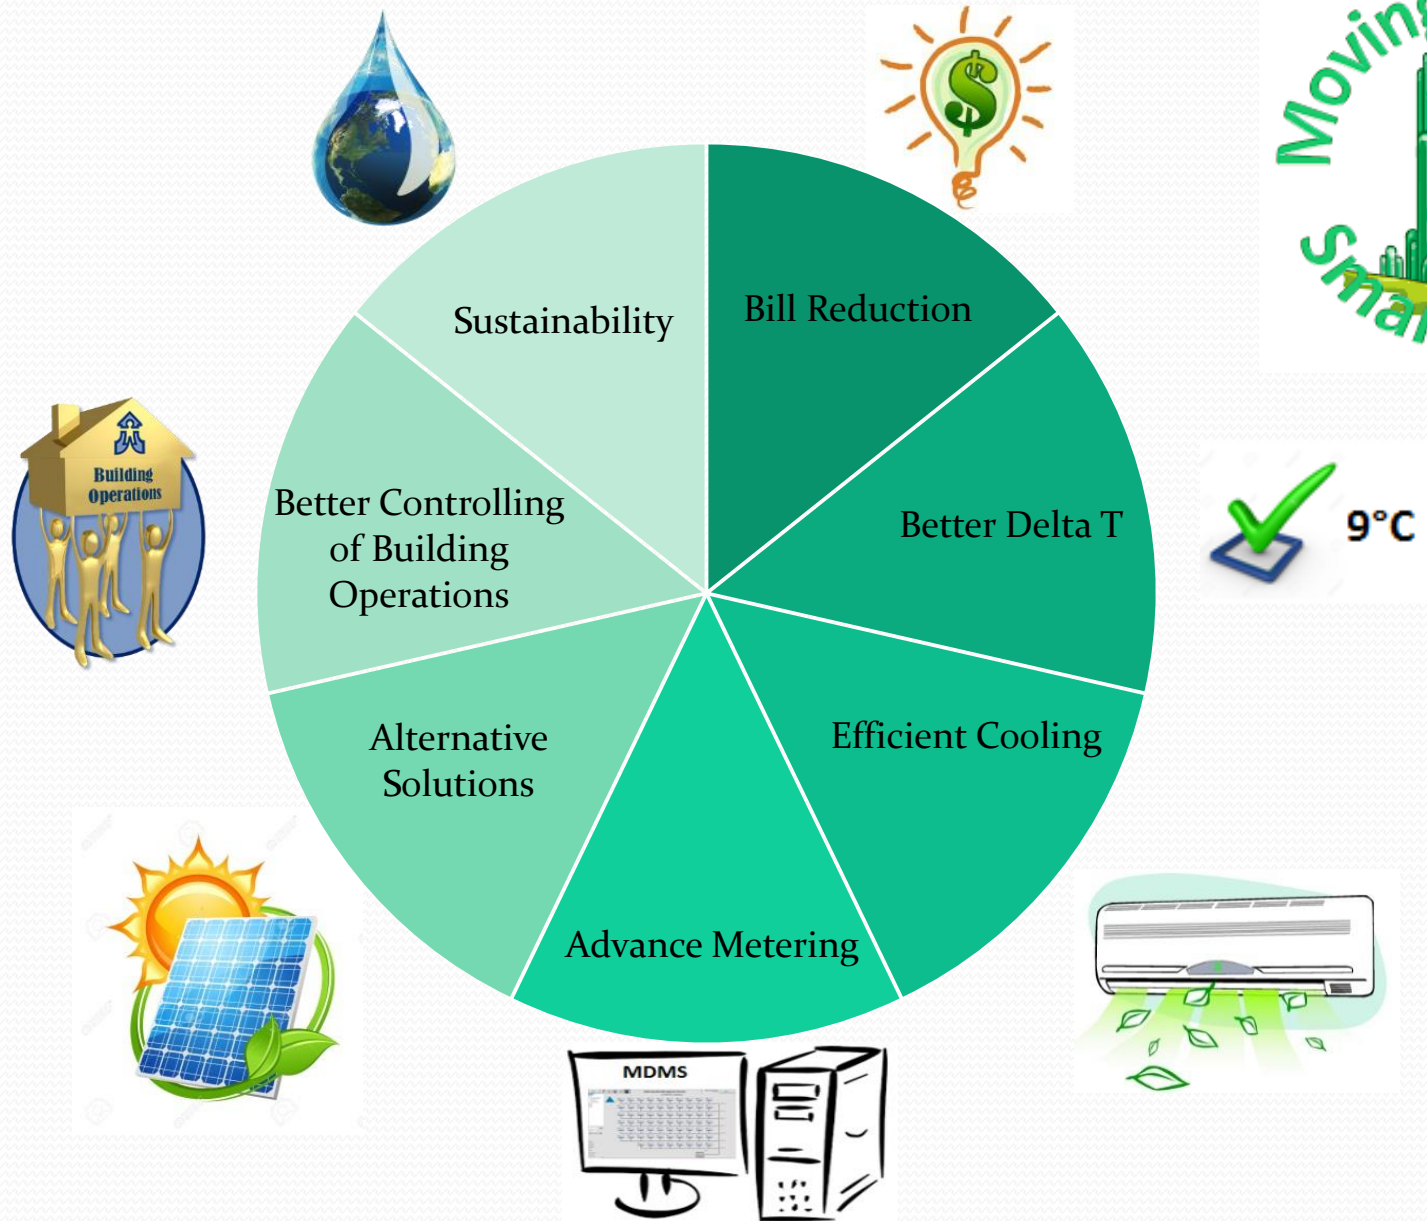 Moving
Sustainability
Bill Reduction
Building
Operations
Better Controlling
of Building
Operations
Better Delta T
9°C
Alternative
Solutions
Efficient Cooling
Advance Metering
MDMS